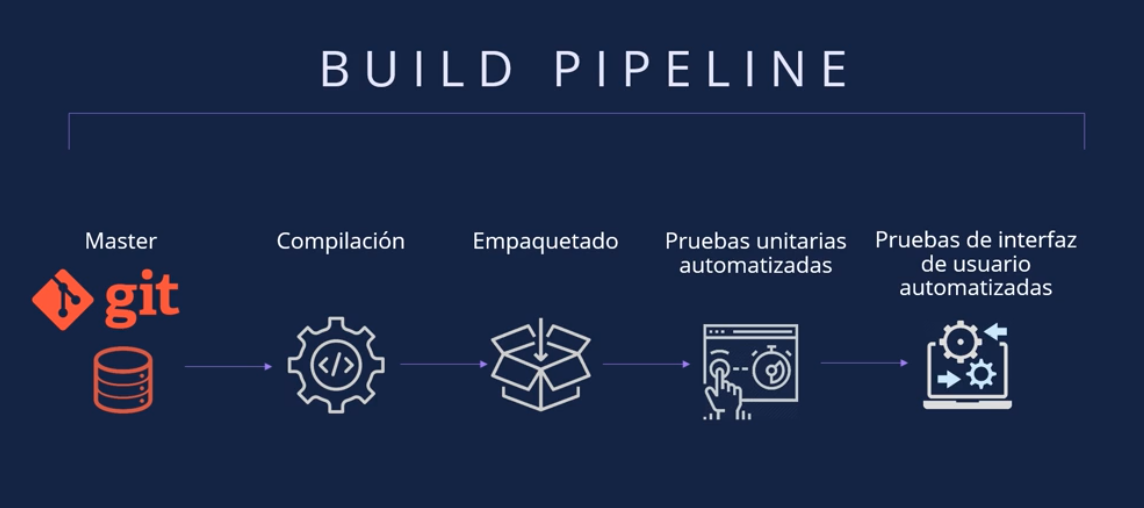 BUILD PIPELINE
Master
git
Compilación
</>
Empaquetado
Pruebas unitarias
automatizadas
Pruebas de interfaz
de usuario
automatizadas